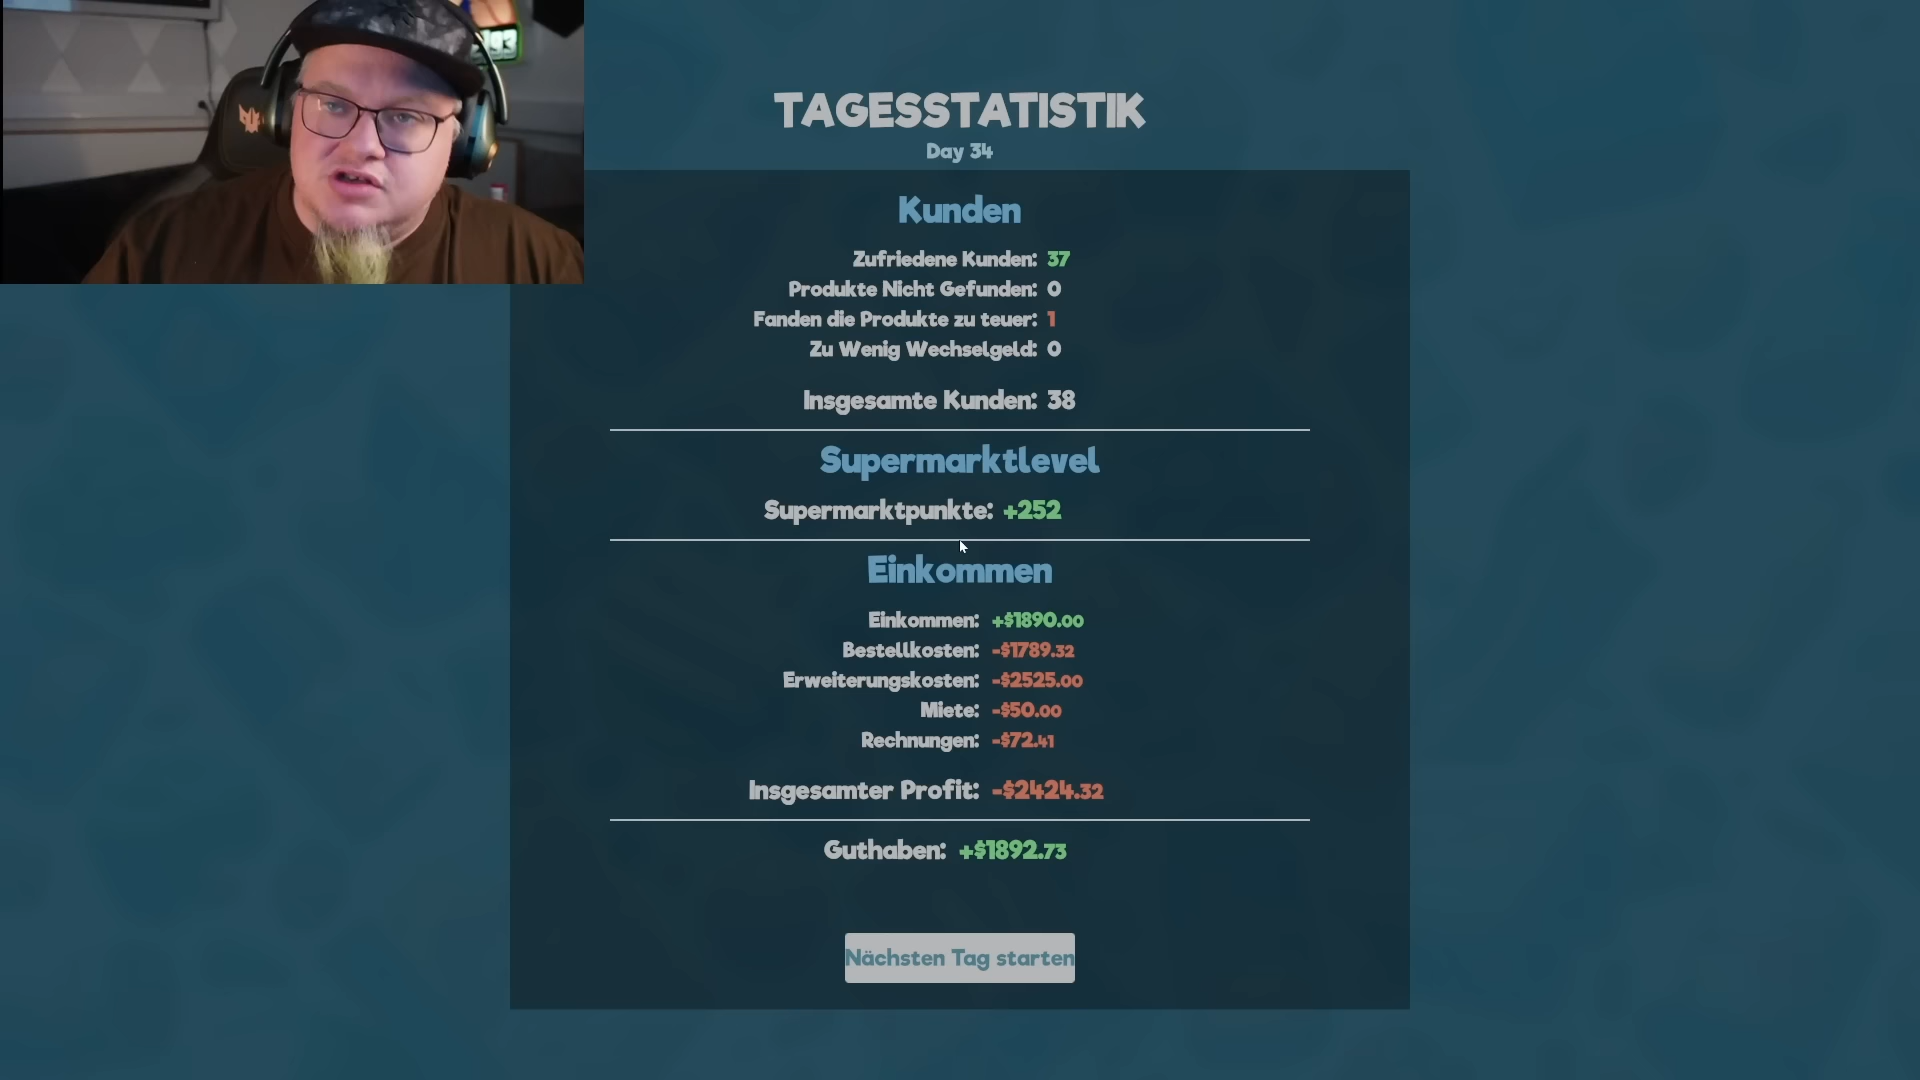 TAGESSTATISTIK
Day 34
Kunden
Zufriedene Kunden: 37
Produkte Nicht Gefunden: 0
Fanden die Produkte zu teuer: 1
Zu Wenig Wechselgeld: 0
Insgesamte Kunden: 38
Supermarktlevel
Supermarktpunkte: +252
Einkommen
Einkommen: +$1890.00
Bestellkosten: -$1789.32
Erweiterungskosten: -$2525.00
Miete: -$50.00
Rechnungen: -$72.41
Insgesamter Profit: -$2424.32
Guthaben: +$1892.73
Nächsten Tag starten